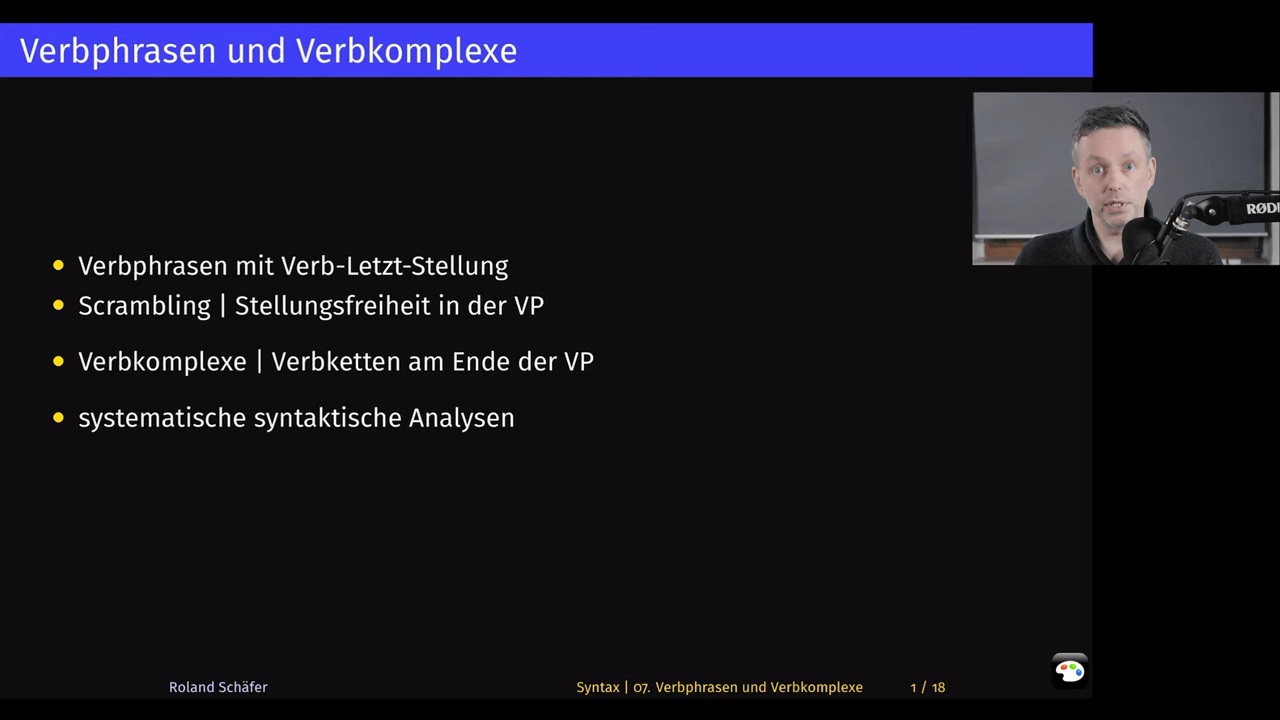 Verbphrasen und Verbkomplexe
Verbphrasen mit Verb-Letzt-Stellung
Scrambling | Stellungsfreiheit in der VP
Verbkomplexe | Verbketten am Ende der VP
systematische syntaktische Analysen
RØD
Roland Schäfer
Syntax | 07. Verbphrasen und Verbkomplexe
1 / 18